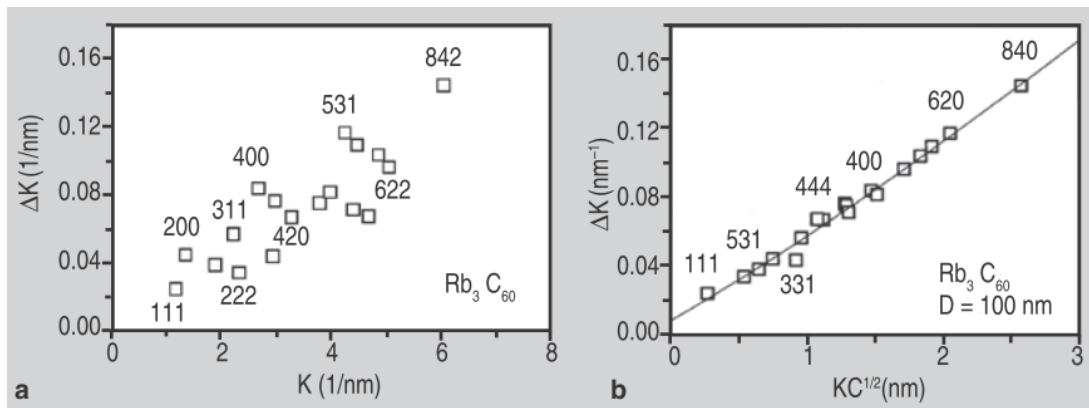 0.16
0.12
0.08
0.04
0.00
ΔK (1/nm)
842
531
400
622
311
200
420
222
111
Rb₃ C₆₀
0 2 4 6 8
K (1/nm)
a
0.16
0.12
0.08
0.04
0.00
ΔK (nm⁻¹)
840
620
400
444
531
111
331
Rb₃ C₆₀
D = 100 nm
0 1 2 3
KC¹ᐟ²(nm)
b